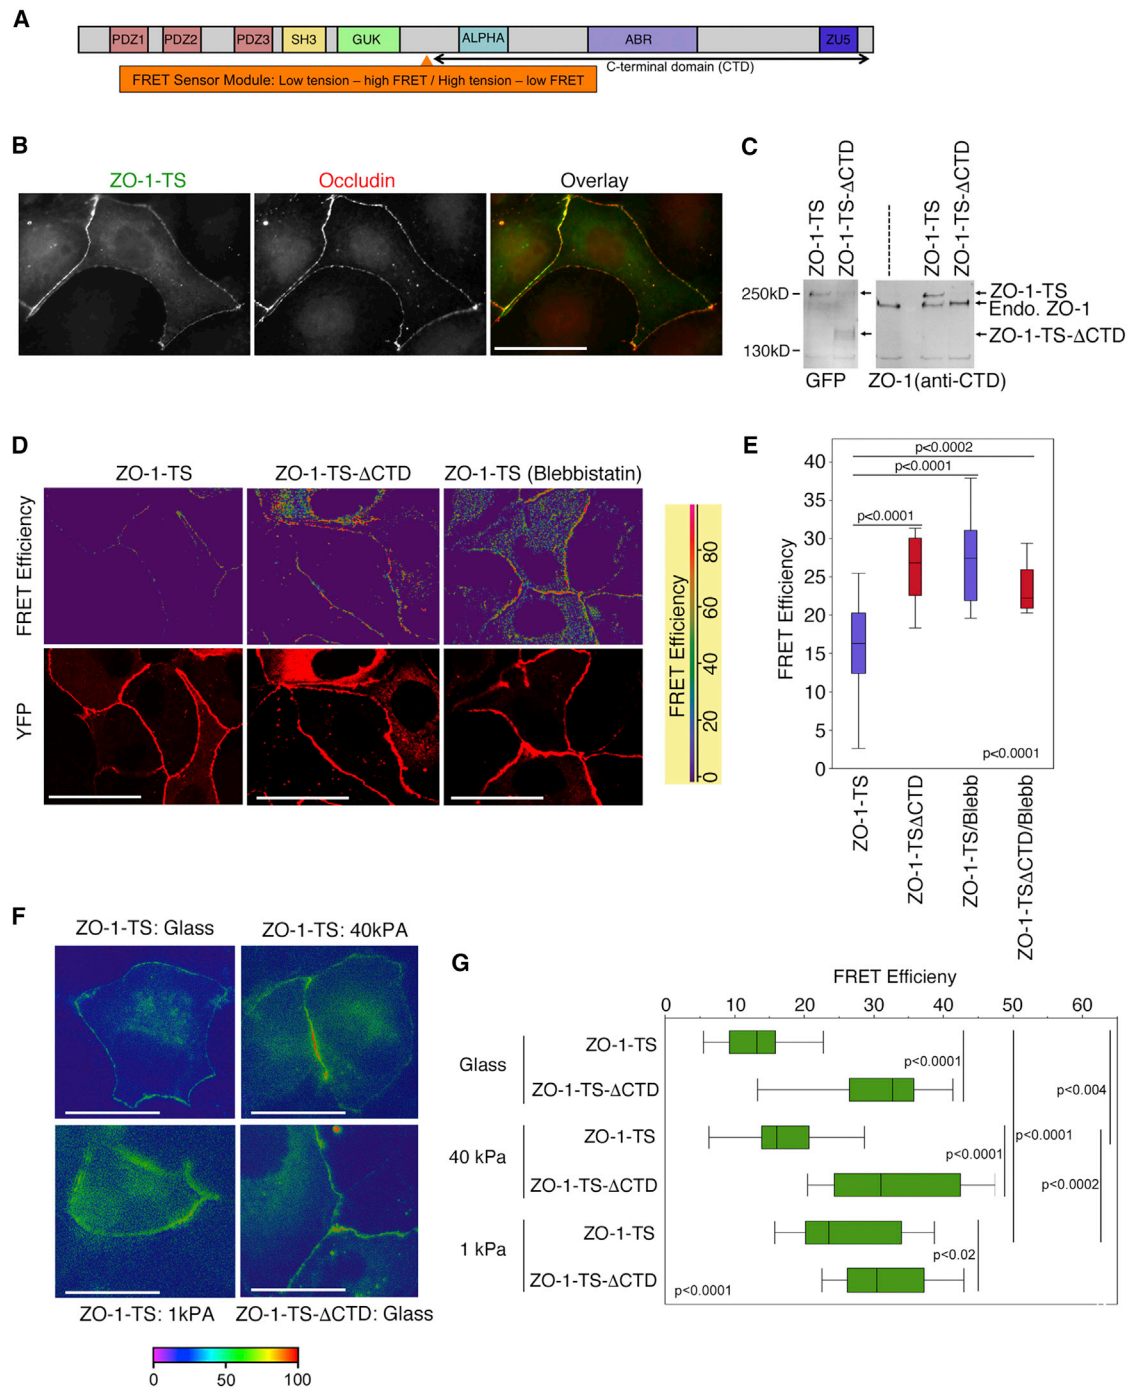 A
PDZ1 PDZ2 PDZ3 SH3 GUK ALPHA ABR ZU5
C-terminal domain (CTD)
FRET Sensor Module: Low tension – high FRET / High tension – low FRET
B
ZO-1-TS Occludin Overlay
C
ZO-1-TS
ZO-1-TS-ΔCTD
ZO-1-TS
ZO-1-TS-ΔCTD
250kD
130kD
ZO-1-TS
Endo. ZO-1
ZO-1-TS-ΔCTD
GFP ZO-1(anti-CTD)
D
ZO-1-TS ZO-1-TS-ΔCTD ZO-1-TS (Blebbistatin)
FRET Efficiency
YFP
FRET Efficiency
0 20 40 60 80
E
p<0.0002
p<0.0001
p<0.0001
p<0.0001
FRET Efficiency
40
35
30
25
20
15
10
5
0
ZO-1-TS
ZO-1-TSΔCTD
ZO-1-TS/Blebb
ZO-1-TSΔCTD/Blebb
F
ZO-1-TS: Glass ZO-1-TS: 40kPA
ZO-1-TS: 1kPA ZO-1-TS-ΔCTD: Glass
0 50 100
G
FRET Efficieny
0 10 20 30 40 50 60
Glass
ZO-1-TS
ZO-1-TS-ΔCTD
p<0.0001
p<0.004
40 kPa
ZO-1-TS
ZO-1-TS-ΔCTD
p<0.0001
p<0.0001
p<0.0002
1 kPa
ZO-1-TS
ZO-1-TS-ΔCTD
p<0.02
p<0.0001